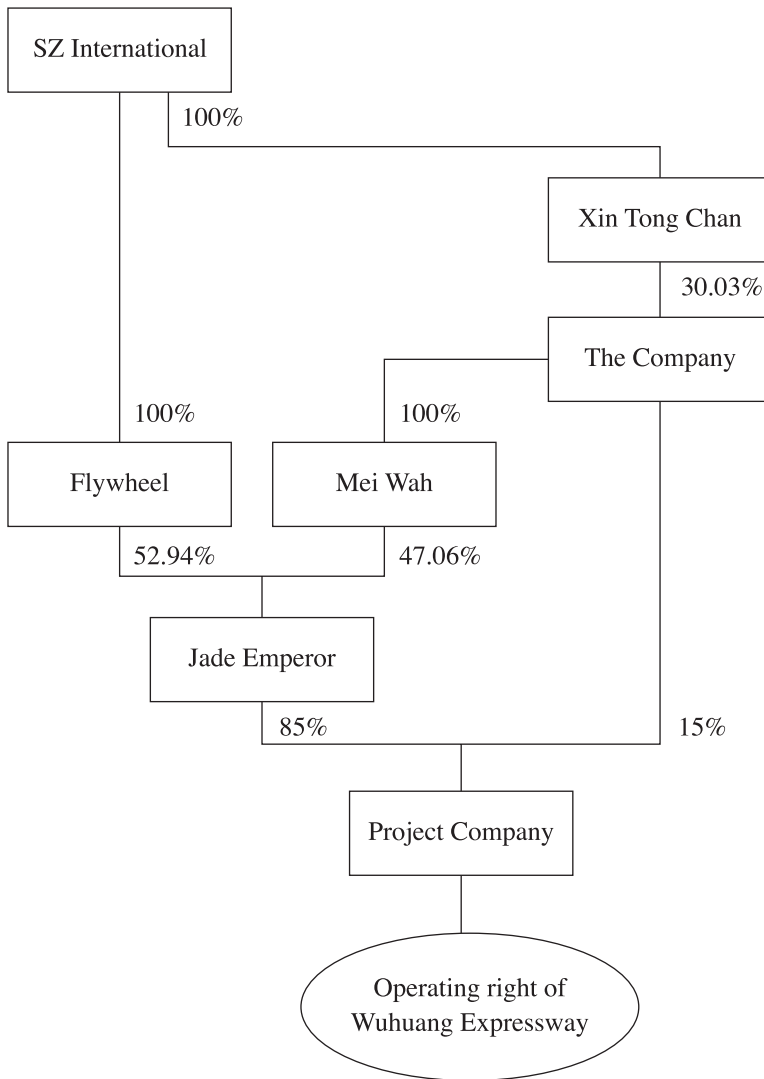 SZ International
100%
Xin Tong Chan
30.03%
The Company
100%
100%
Flywheel
Mei Wah
52.94%
47.06%
Jade Emperor
85%
15%
Project Company
Operating right of
Wuhuang Expressway